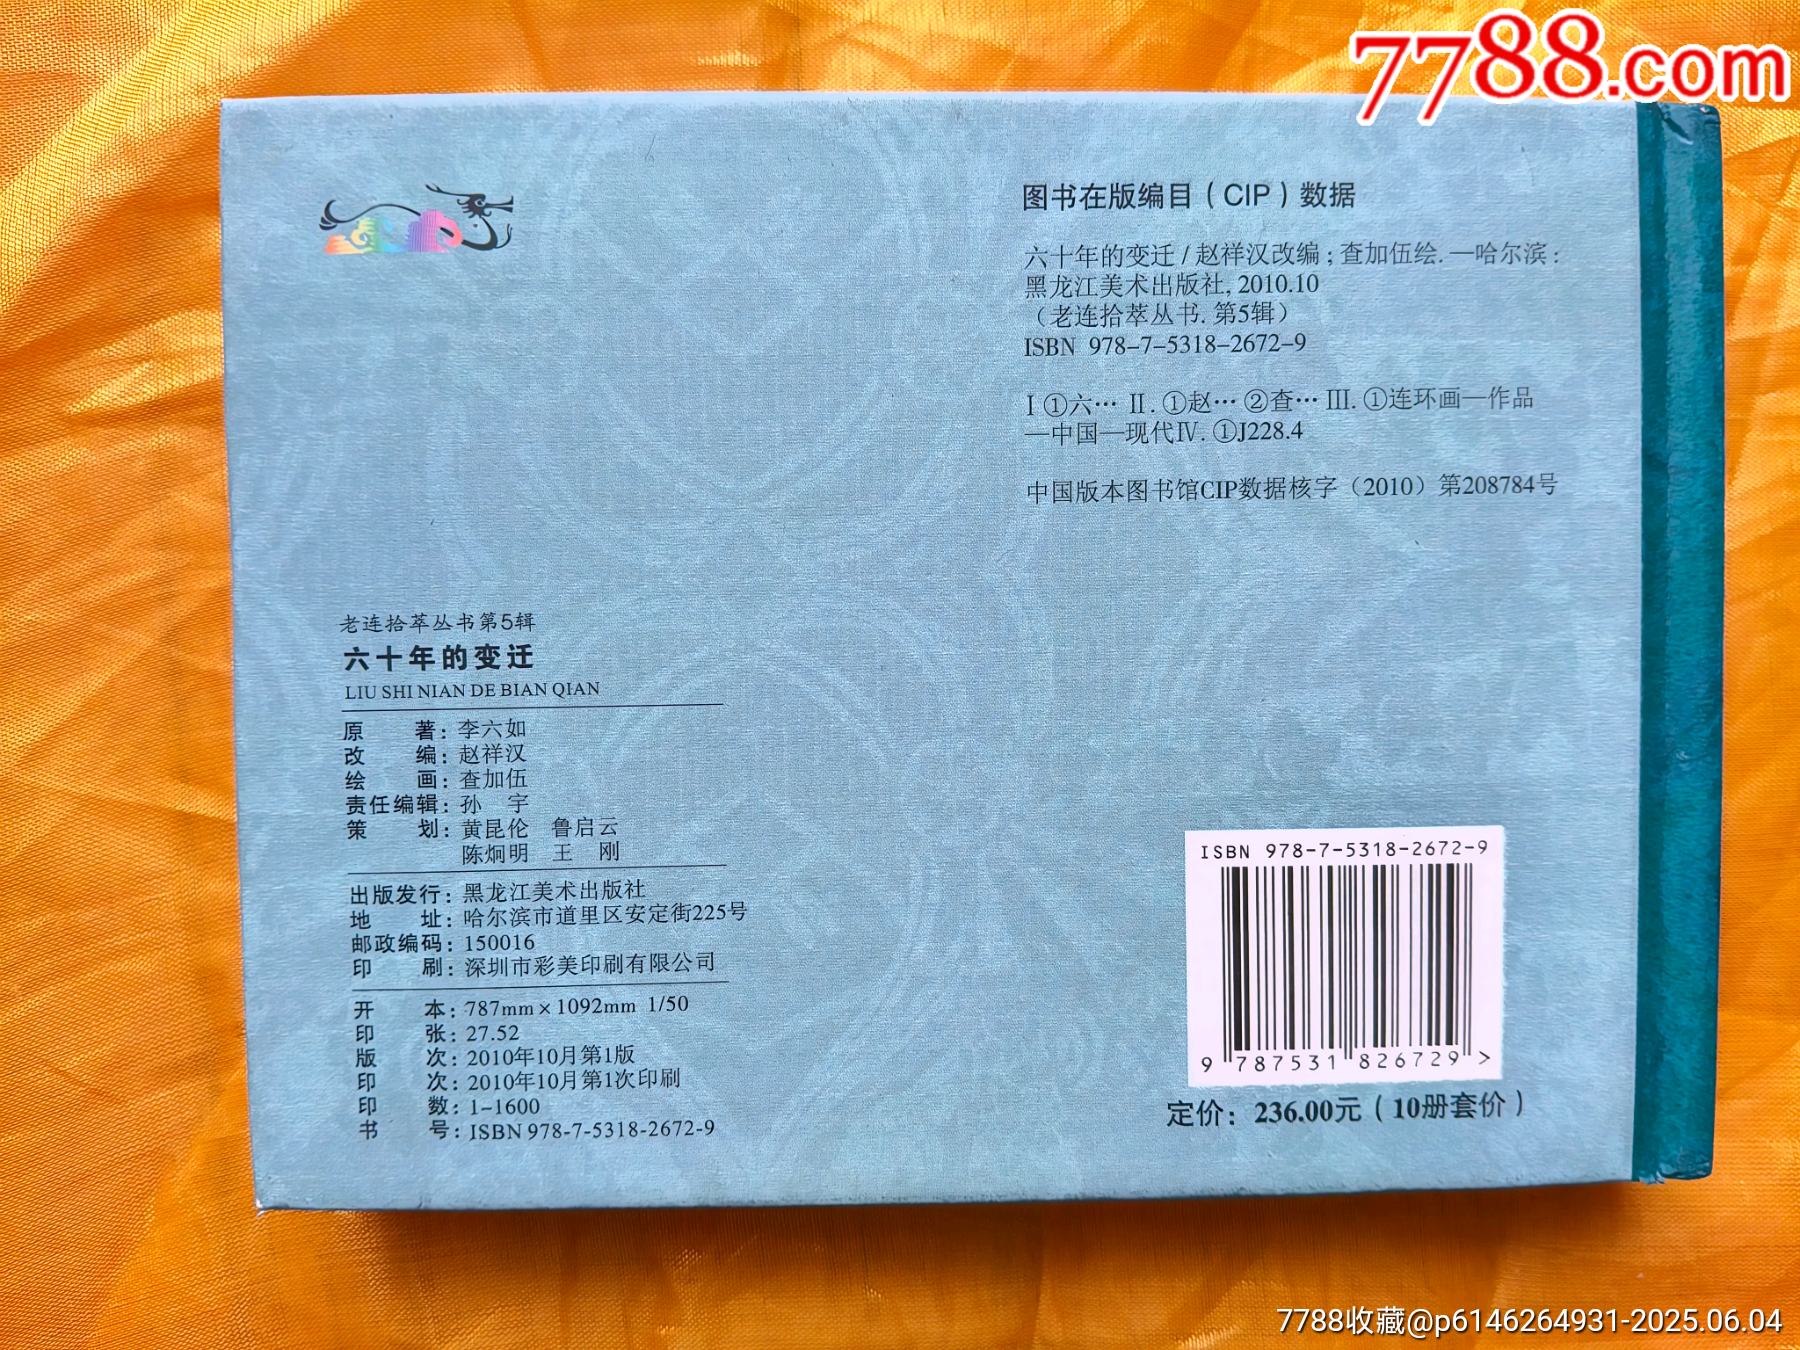 7788.com
图书在版编目（CIP）数据
六十年的变迁 / 赵祥汉改编 ; 查加伍绘. —哈尔滨 :
黑龙江美术出版社, 2010.10
（老连拾萃丛书. 第5辑）
ISBN 978-7-5318-2672-9
Ⅰ①六… Ⅱ. ①赵… ②查… Ⅲ. ①连环画—作品
—中国—现代Ⅳ. ①J228.4
中国版本图书馆CIP数据核字（2010）第208784号
老连拾萃丛书第5辑
六十年的变迁
LIU SHI NIAN DE BIAN QIAN
原 著: 李六如
改 编: 赵祥汉
绘 画: 查加伍
责任编辑: 孙 宇
策 划: 黄昆伦 鲁启云
陈炯明 王 刚
出版发行: 黑龙江美术出版社
地 址: 哈尔滨市道里区安定街225号
邮政编码: 150016
印 刷: 深圳市彩美印刷有限公司
开 本: 787mm×1092mm 1/50
印 张: 27.52
版 次: 2010年10月第1版
印 次: 2010年10月第1次印刷
印 数: 1-1600
书 号: ISBN 978-7-5318-2672-9
ISBN 978-7-5318-2672-9
9 787531 826729 >
定价: 236.00元（10册套价）
7788收藏@p6146264931-2025.06.04